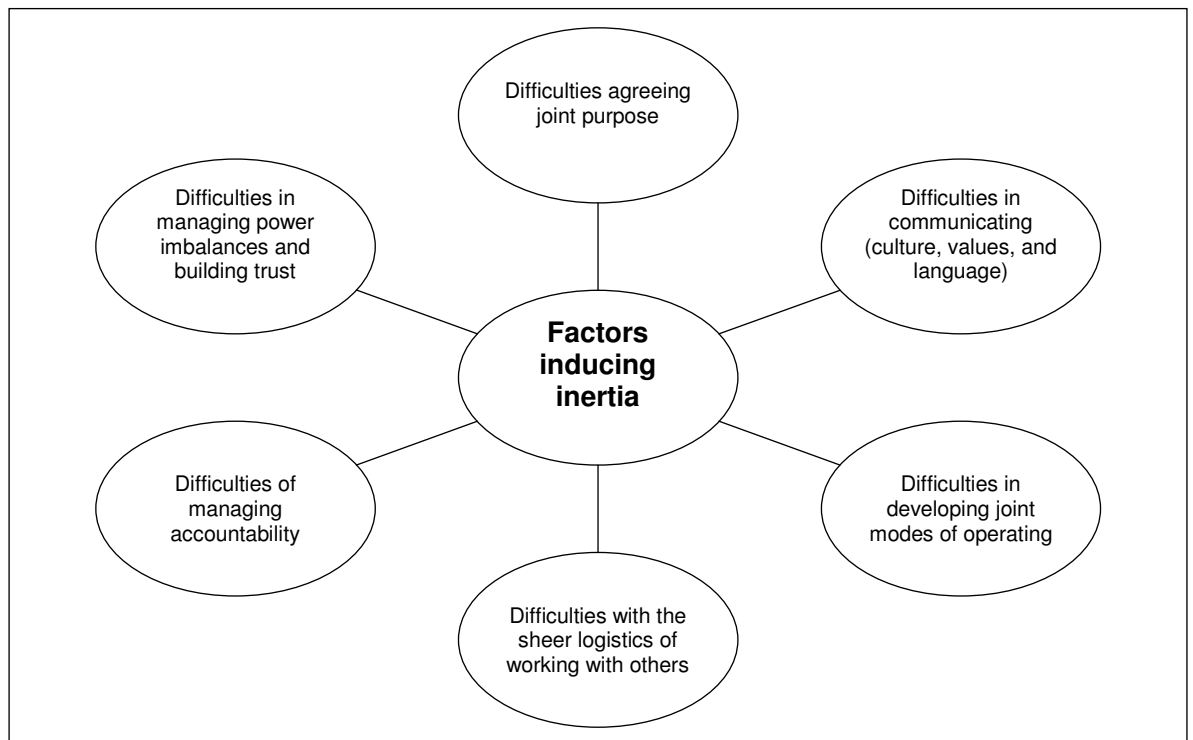 Difficulties agreeing
joint purpose
Difficulties in
managing power
imbalances and
building trust
Difficulties in
communicating
(culture, values, and
language)
Factors
inducing
inertia
Difficulties of
managing
accountability
Difficulties in
developing joint
modes of operating
Difficulties with the
sheer logistics of
working with others